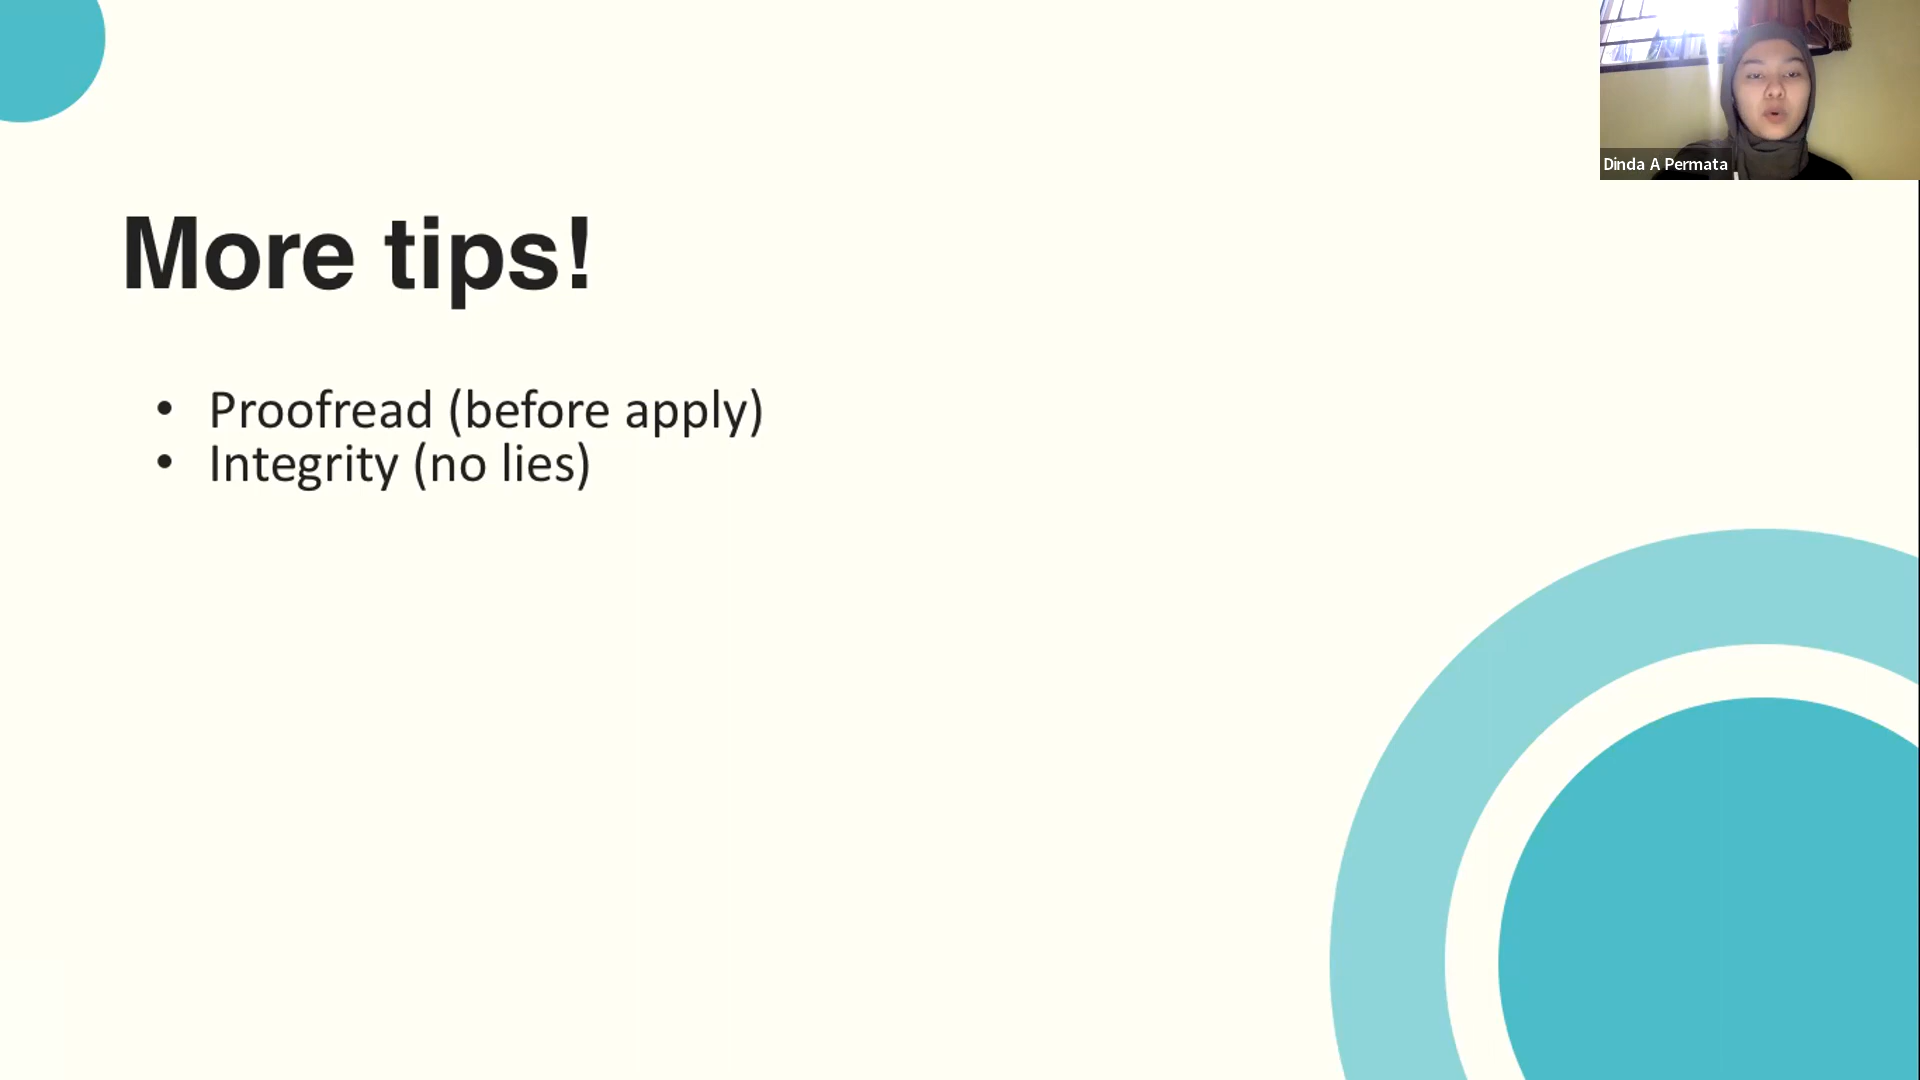 Dinda A Permata
More tips!
• Proofread (before apply)
• Integrity (no lies)